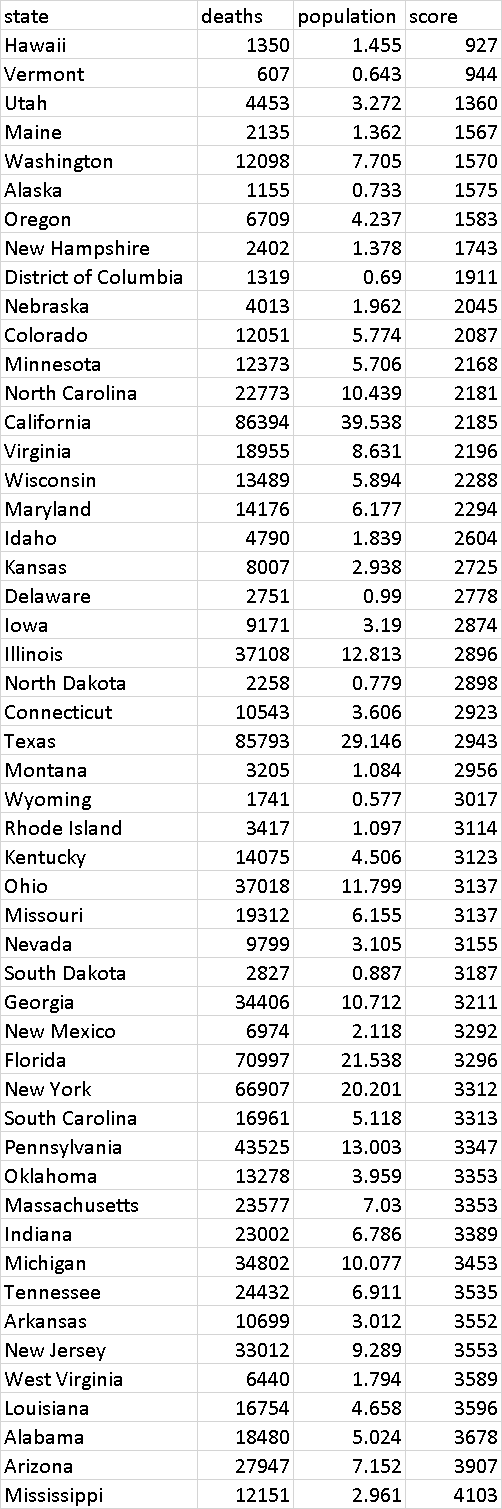 state deaths population score
Hawaii 1350 1.455 927
Vermont 607 0.643 944
Utah 4453 3.272 1360
Maine 2135 1.362 1567
Washington 12098 7.705 1570
Alaska 1155 0.733 1575
Oregon 6709 4.237 1583
New Hampshire 2402 1.378 1743
District of Columbia 1319 0.69 1911
Nebraska 4013 1.962 2045
Colorado 12051 5.774 2087
Minnesota 12373 5.706 2168
North Carolina 22773 10.439 2181
California 86394 39.538 2185
Virginia 18955 8.631 2196
Wisconsin 13489 5.894 2288
Maryland 14176 6.177 2294
Idaho 4790 1.839 2604
Kansas 8007 2.938 2725
Delaware 2751 0.99 2778
Iowa 9171 3.19 2874
Illinois 37108 12.813 2896
North Dakota 2258 0.779 2898
Connecticut 10543 3.606 2923
Texas 85793 29.146 2943
Montana 3205 1.084 2956
Wyoming 1741 0.577 3017
Rhode Island 3417 1.097 3114
Kentucky 14075 4.506 3123
Ohio 37018 11.799 3137
Missouri 19312 6.155 3137
Nevada 9799 3.105 3155
South Dakota 2827 0.887 3187
Georgia 34406 10.712 3211
New Mexico 6974 2.118 3292
Florida 70997 21.538 3296
New York 66907 20.201 3312
South Carolina 16961 5.118 3313
Pennsylvania 43525 13.003 3347
Oklahoma 13278 3.959 3353
Massachusetts 23577 7.03 3353
Indiana 23002 6.786 3389
Michigan 34802 10.077 3453
Tennessee 24432 6.911 3535
Arkansas 10699 3.012 3552
New Jersey 33012 9.289 3553
West Virginia 6440 1.794 3589
Louisiana 16754 4.658 3596
Alabama 18480 5.024 3678
Arizona 27947 7.152 3907
Mississippi 12151 2.961 4103